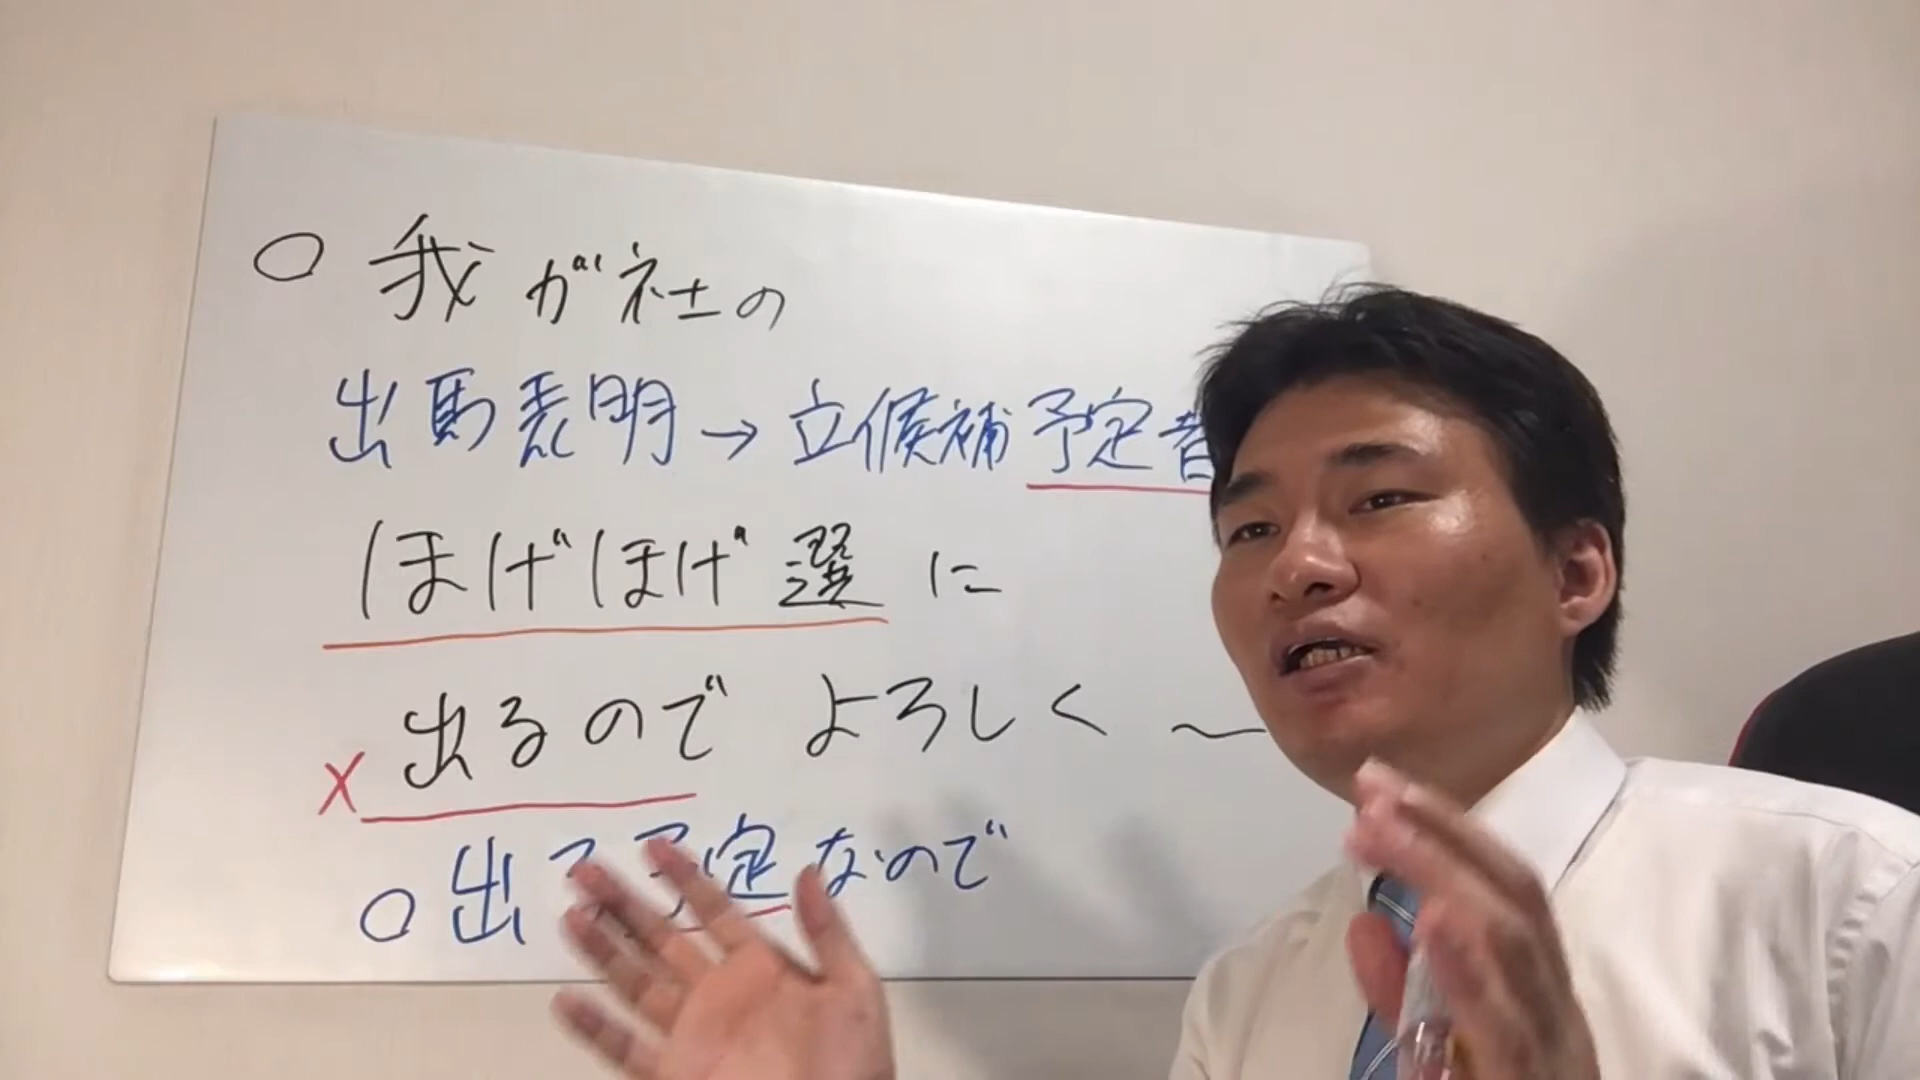 ○ 我が社の
出馬表明→立候補予定者
ほげほげ選に
出るのでよろしく〜
×
○出る予定なので